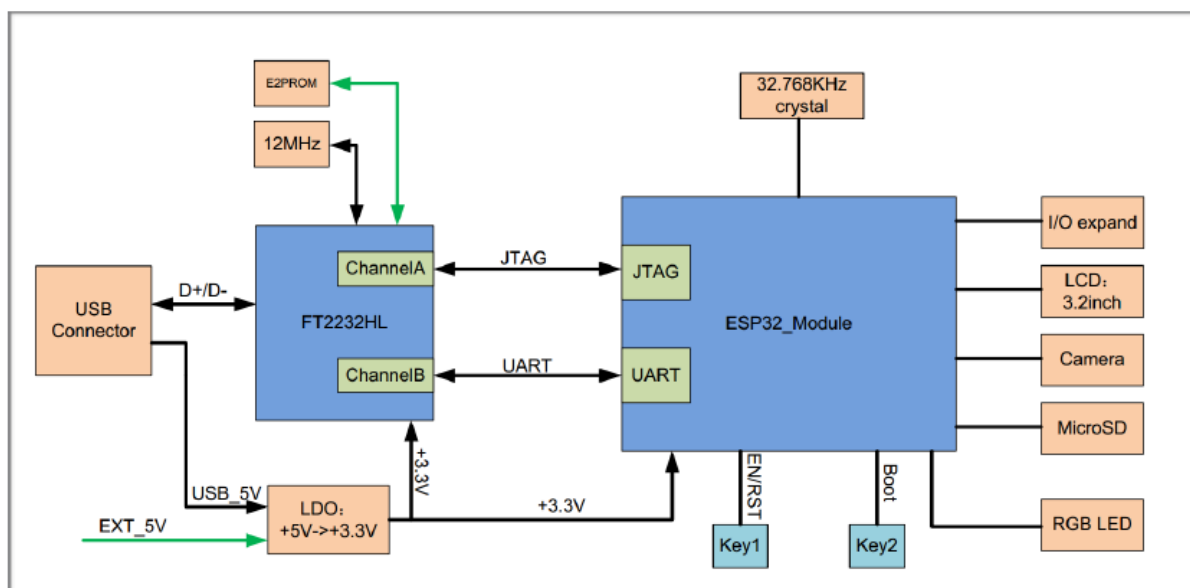 E2PROM
12MHz
32.768KHz
crystal
USB
Connector
D+/D-
FT2232HL
ChannelA
ChannelB
JTAG
UART
JTAG
UART
ESP32_Module
I/O expand
LCD:
3.2inch
Camera
MicroSD
RGB LED
USB_5V
EXT_5V
LDO:
+5V->+3.3V
+3.3V
+3.3V
EN/RST
Boot
Key1
Key2